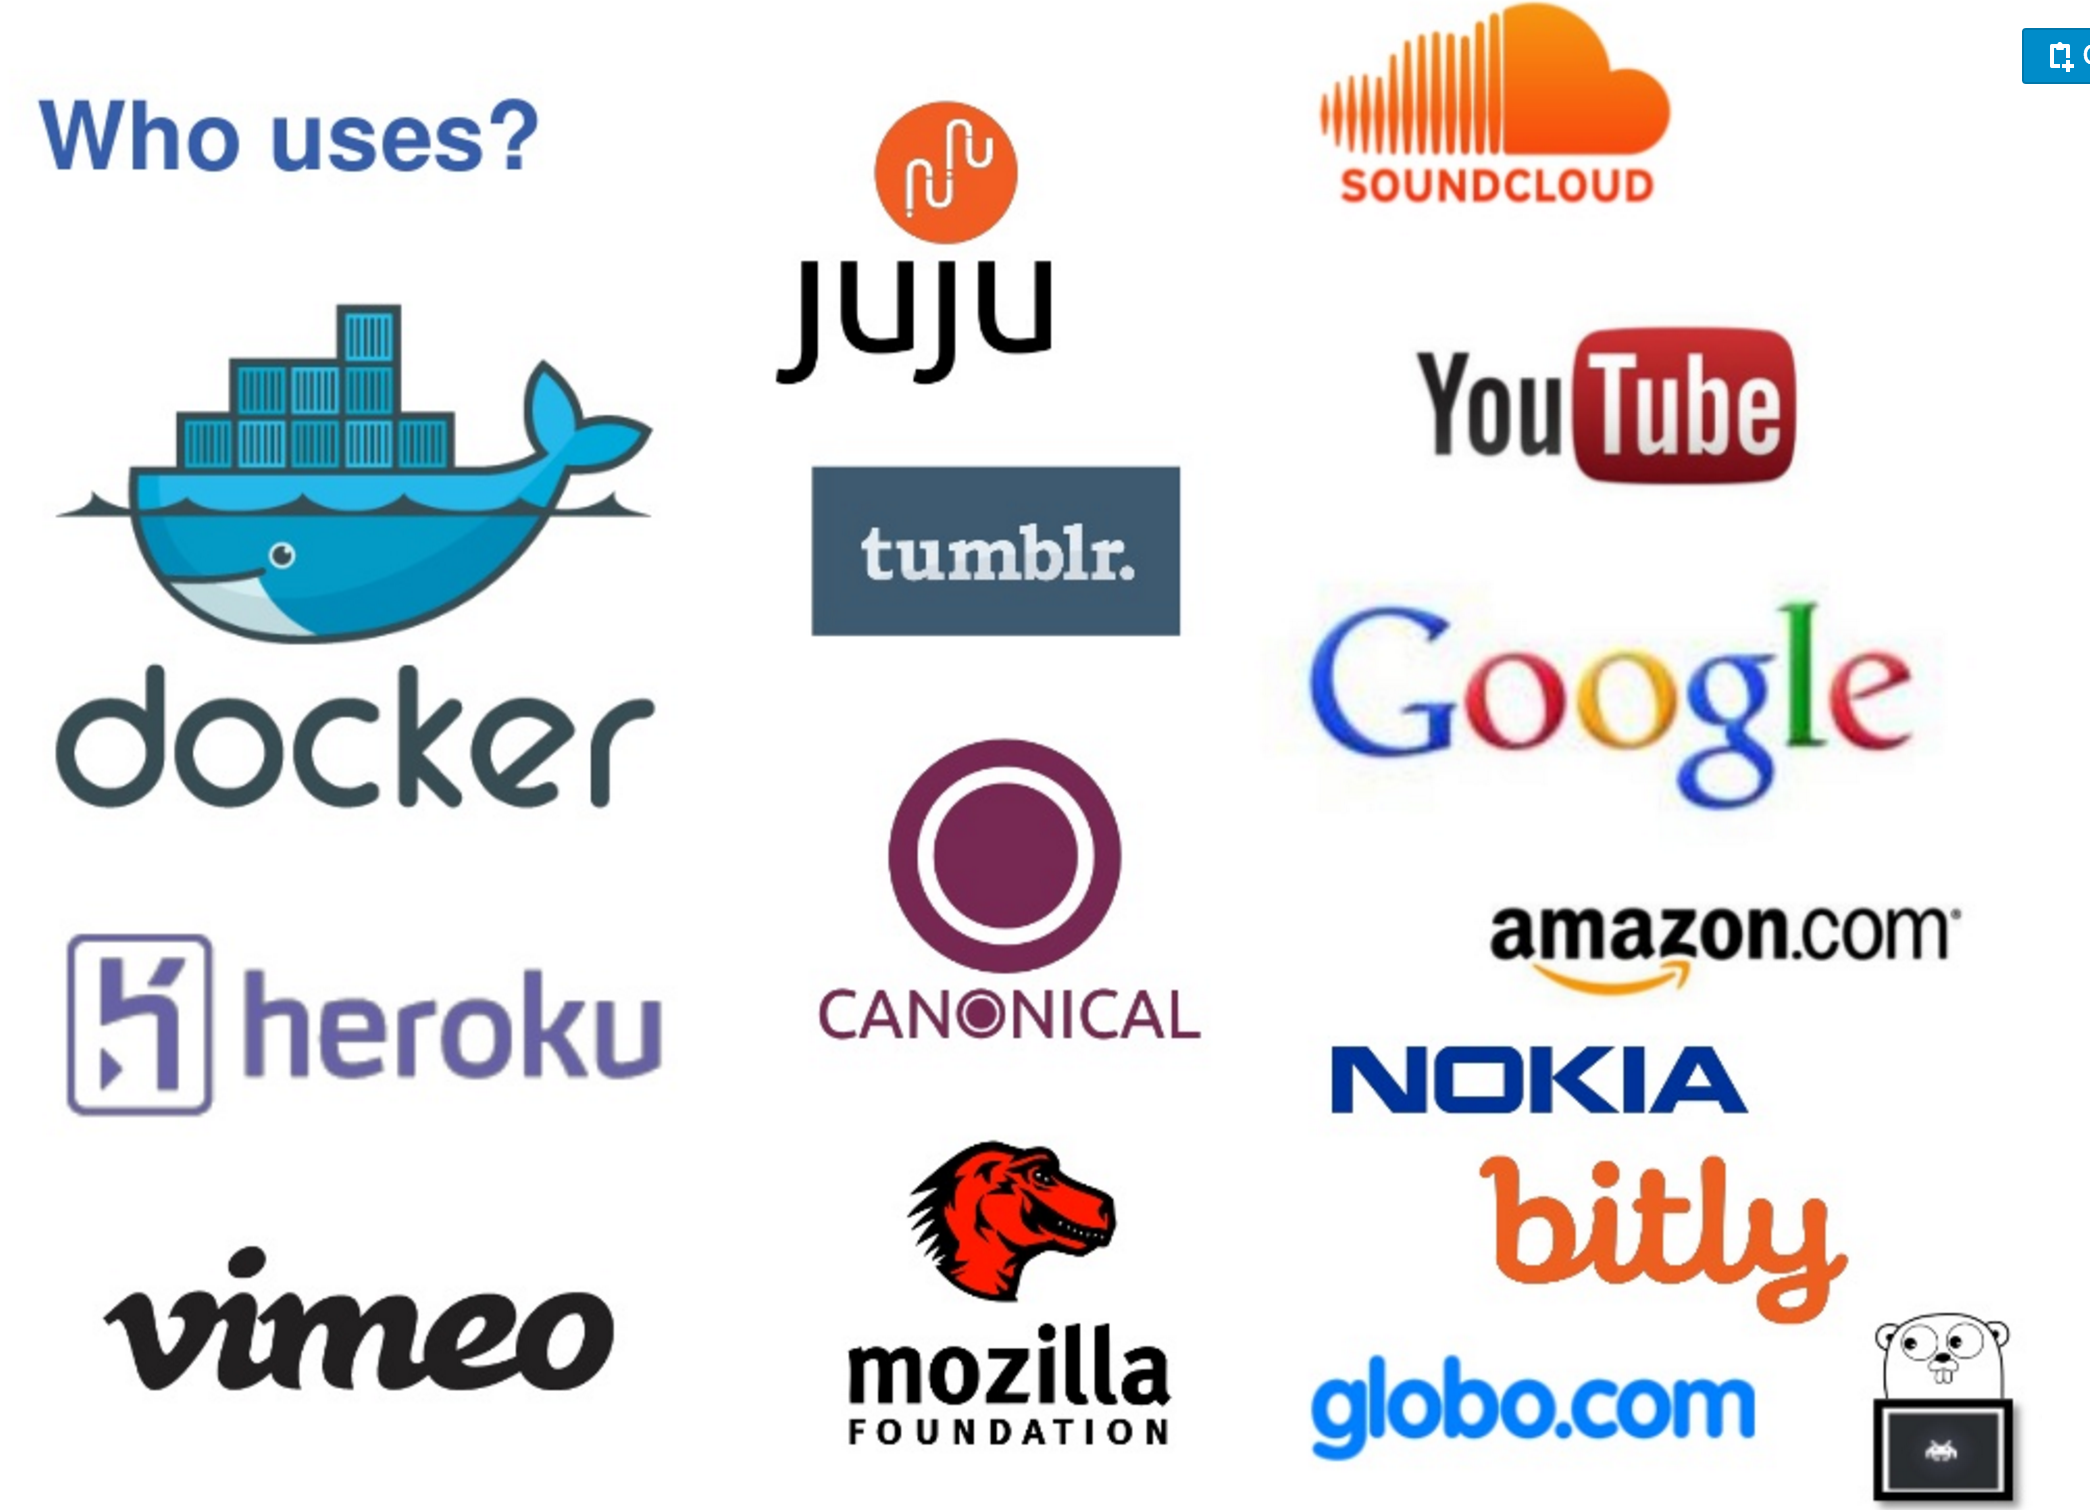 Who uses?
docker
heroku
vimeo
juju
tumblr.
CANONICAL
mozilla
FOUNDATION
SOUNDCLOUD
YouTube
Google
amazon.com
NOKIA
bitly
globo.com